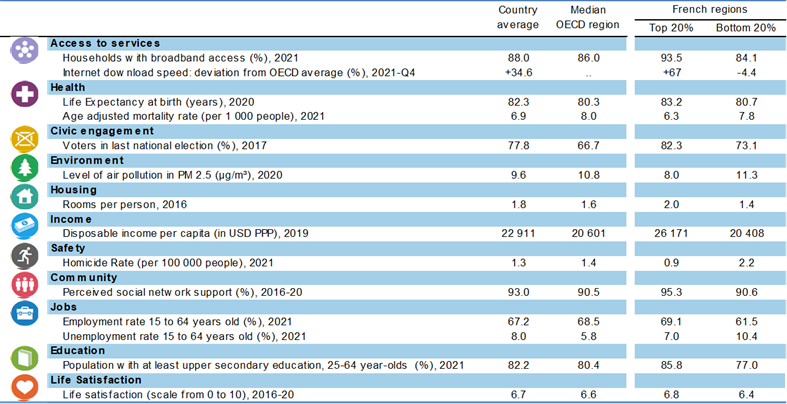 Country average Median OECD region French regions
Top 20% Bottom 20%
Access to services
Households with broadband access (%), 2021 88.0 86.0 93.5 84.1
Internet download speed: deviation from OECD average (%), 2021-Q4 +34.6 .. +67 -4.4
Health
Life Expectancy at birth (years), 2020 82.3 80.3 83.2 80.7
Age adjusted mortality rate (per 1 000 people), 2021 6.9 8.0 6.3 7.8
Civic engagement
Voters in last national election (%), 2017 77.8 66.7 82.3 73.1
Environment
Level of air pollution in PM 2.5 (µg/m³), 2020 9.6 10.8 8.0 11.3
Housing
Rooms per person, 2016 1.8 1.6 2.0 1.4
Income
Disposable income per capita (in USD PPP), 2019 22 911 20 601 26 171 20 408
Safety
Homicide Rate (per 100 000 people), 2021 1.3 1.4 0.9 2.2
Community
Perceived social network support (%), 2016-20 93.0 90.5 95.3 90.6
Jobs
Employment rate 15 to 64 years old (%), 2021 67.2 68.5 69.1 61.5
Unemployment rate 15 to 64 years old (%), 2021 8.0 5.8 7.0 10.4
Education
Population with at least upper secondary education, 25-64 year-olds (%), 2021 82.2 80.4 85.8 77.0
Life Satisfaction
Life satisfaction (scale from 0 to 10), 2016-20 6.7 6.6 6.8 6.4